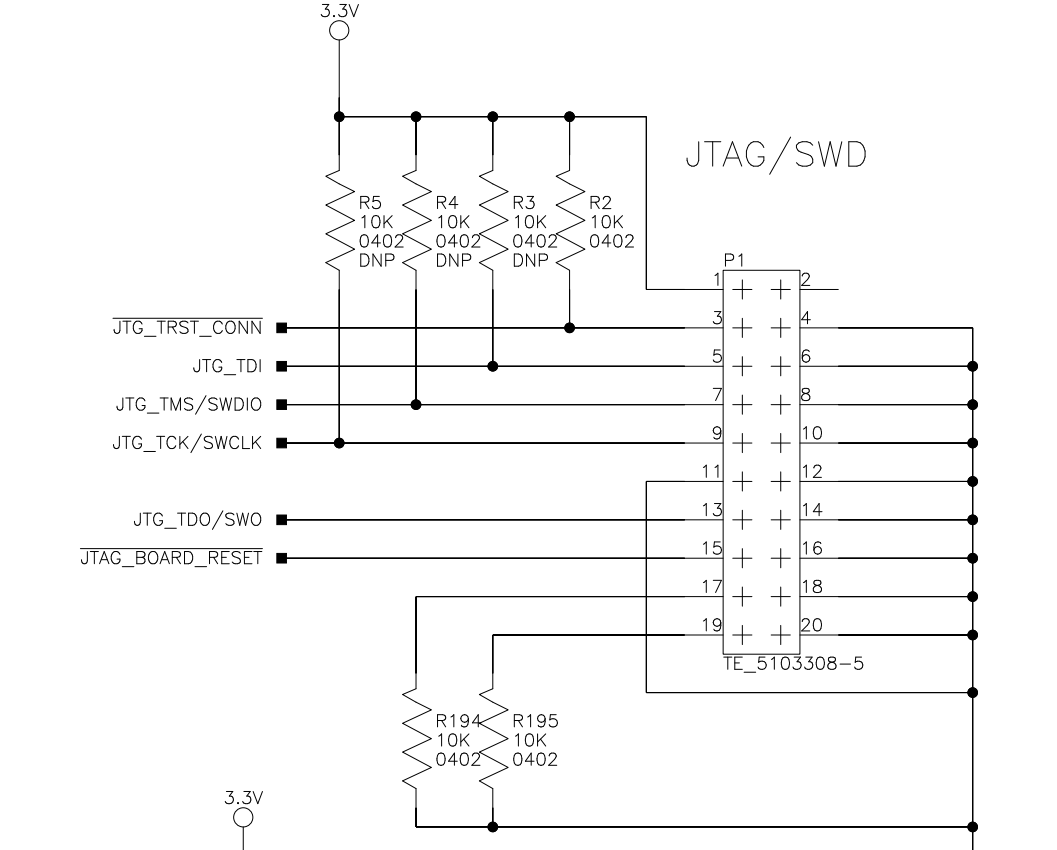 3.3V
JTAG/SWD
R5
10K
0402
DNP
R4
10K
0402
DNP
R3
10K
0402
DNP
R2
10K
0402
P1
1 2
3 4
5 6
7 8
9 10
11 12
13 14
15 16
17 18
19 20
TE_5103308-5
JTG_TRST_CONN
JTG_TDI
JTG_TMS/SWDIO
JTG_TCK/SWCLK
JTG_TDO/SWO
JTAG_BOARD_RESET
R194
10K
0402
R195
10K
0402
3.3V